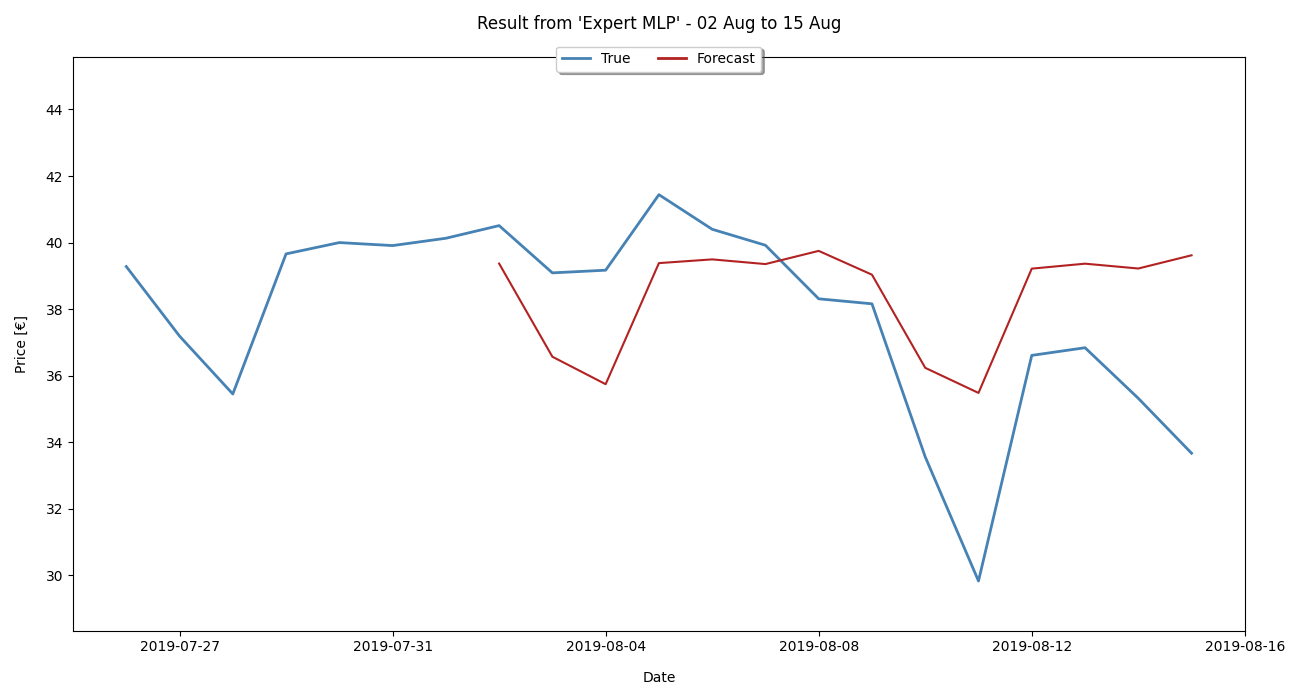 Result from 'Expert MLP' - 02 Aug to 15 Aug
True Forecast
44
42
40
38
36
34
32
30
Price [€]
2019-07-27 2019-07-31 2019-08-04 2019-08-08 2019-08-12 2019-08-16
Date